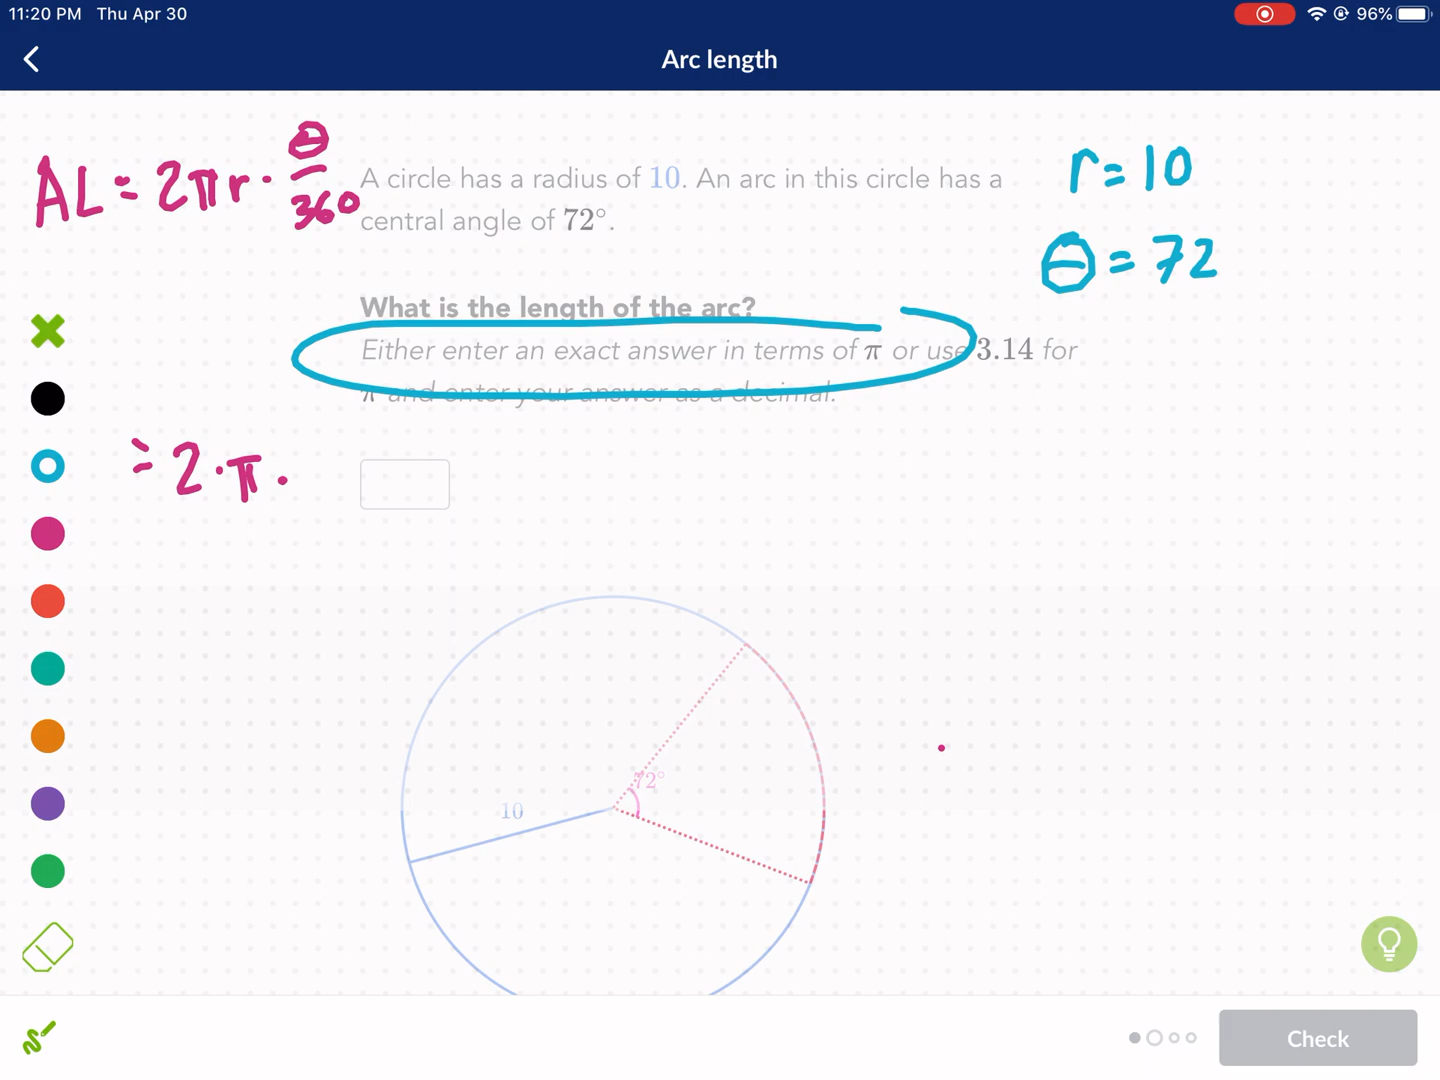 11:20 PM Thu Apr 30
96%
Arc length
AL = 2πr · θ/360
A circle has a radius of 10. An arc in this circle has a
central angle of 72°.
r = 10
θ = 72
What is the length of the arc?
Either enter an exact answer in terms of π or use 3.14 for
π and enter your answer as a decimal.
= 2 · π ·
72°
10
Check